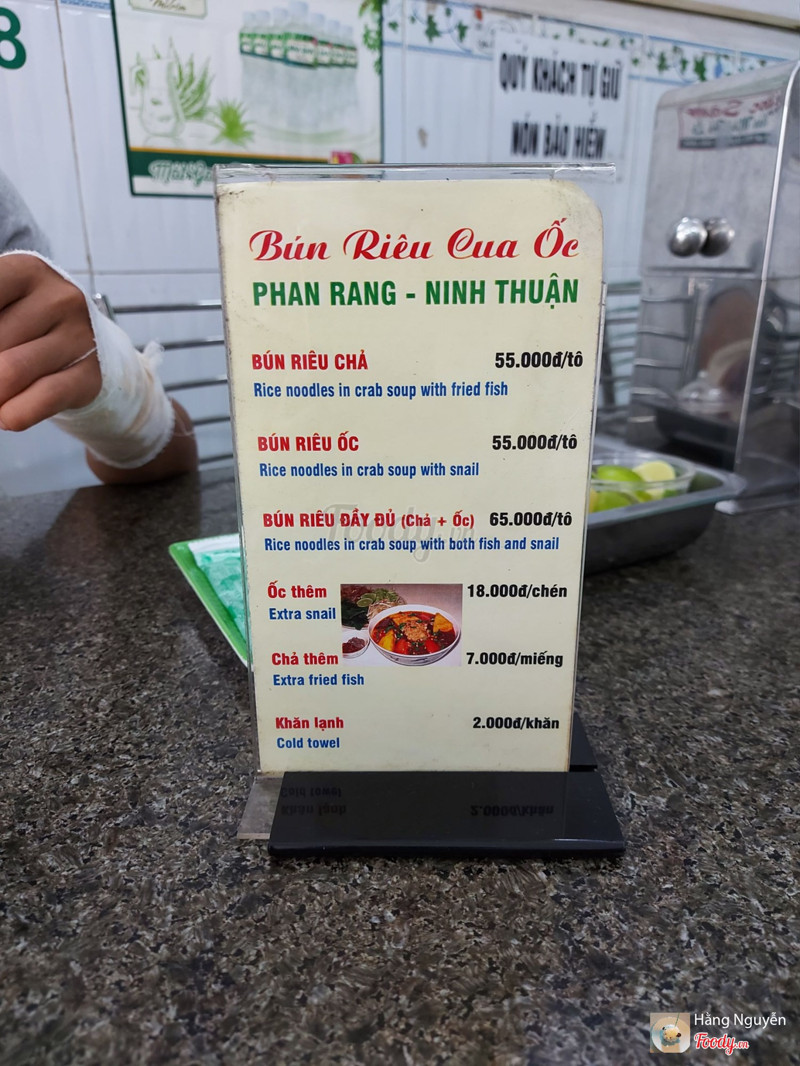 8
QUÝ KHÁCH TỰ GIỮ
NÓN BẢO HIỂM
Bún Riêu Cua Ốc
PHAN RANG - NINH THUẬN
BÚN RIÊU CHẢ 55.000đ/tô
Rice noodles in crab soup with fried fish
BÚN RIÊU ỐC 55.000đ/tô
Rice noodles in crab soup with snail
BÚN RIÊU ĐẦY ĐỦ (Chả + Ốc) 65.000đ/tô
Foody.vn
Rice noodles in crab soup with both fish and snail
Ốc thêm 18.000đ/chén
Extra snail
Chả thêm 7.000đ/miếng
Extra fried fish
Khăn lạnh 2.000đ/khăn
Cold towel
Hằng Nguyễn
Foody.vn